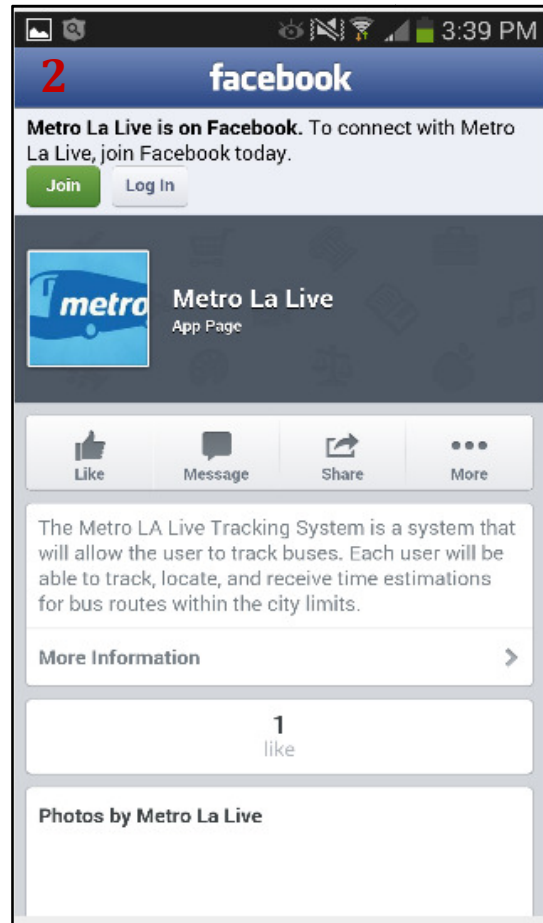 3:39 PM
2
facebook
Metro La Live is on Facebook. To connect with Metro
La Live, join Facebook today.
Join
Log In
metro
Metro La Live
App Page
Like
Message
Share
More
The Metro LA Live Tracking System is a system that
will allow the user to track buses. Each user will be
able to track, locate, and receive time estimations
for bus routes within the city limits.
More Information
1
like
Photos by Metro La Live